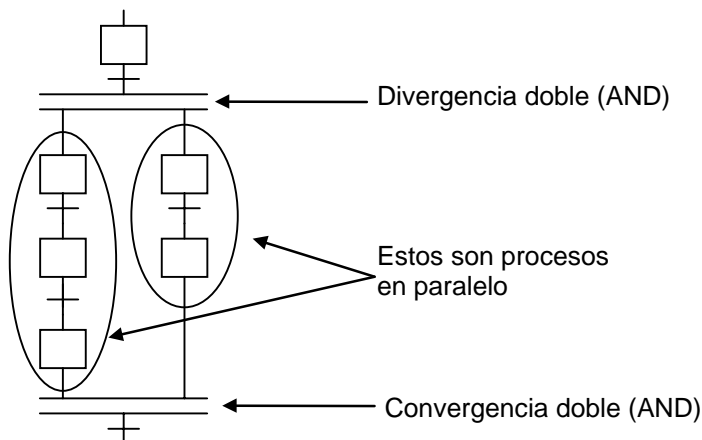 Divergencia doble (AND)
Estos son procesos
en paralelo
Convergencia doble (AND)